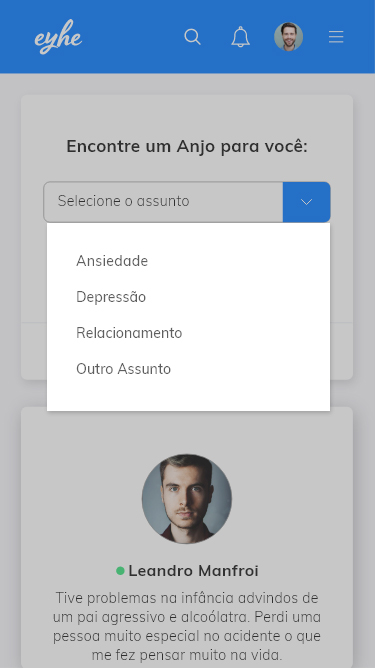 eyhe
Encontre um Anjo para você:
Selecione o assunto
Ansiedade
Depressão
Relacionamento
Outro Assunto
Leandro Manfroi
Tive problemas na infância advindos de
um pai agressivo e alcoólatra. Perdi uma
pessoa muito especial no acidente o que
me fez pensar muito na vida.